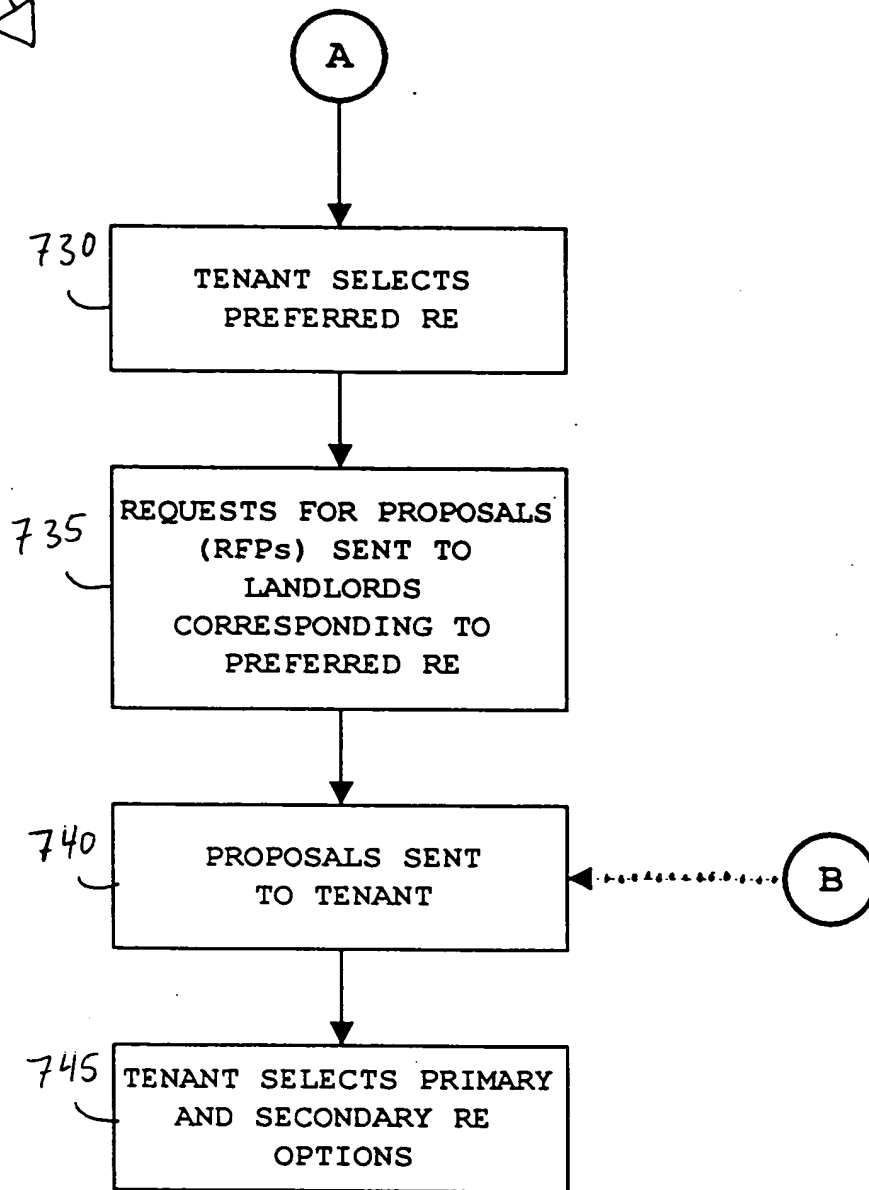 A
730
TENANT SELECTS
PREFERRED RE
735
REQUESTS FOR PROPOSALS
(RFPs) SENT TO
LANDLORDS
CORRESPONDING TO
PREFERRED RE
740
PROPOSALS SENT
TO TENANT
B
745
TENANT SELECTS PRIMARY
AND SECONDARY RE
OPTIONS